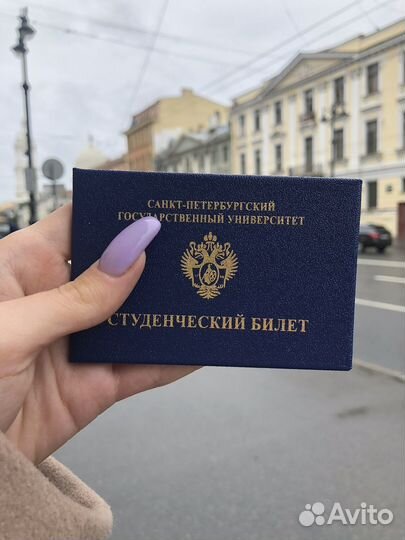 САНКТ-ПЕТЕРБУРГСКИЙ
ГОСУДАРСТВЕННЫЙ УНИВЕРСИТЕТ
СТУДЕНЧЕСКИЙ БИЛЕТ
Avito